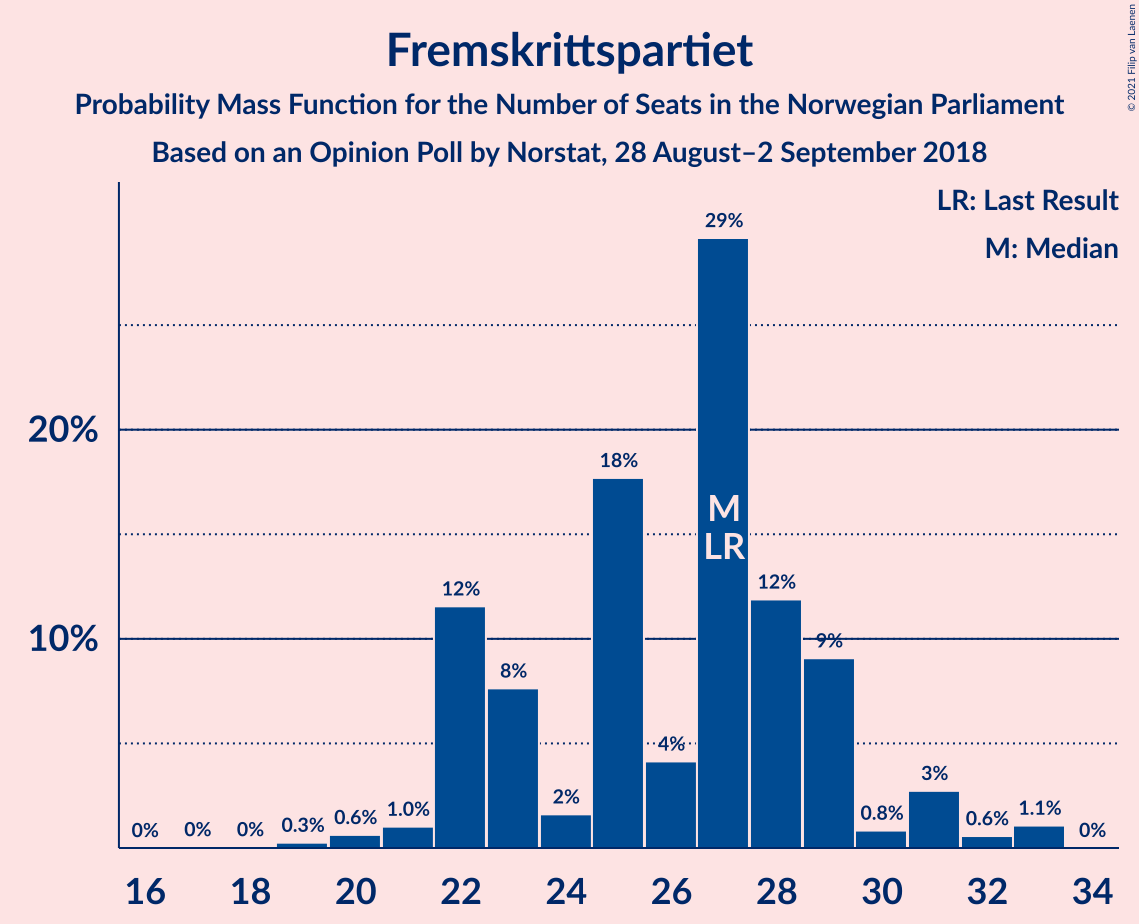 Fremskrittspartiet
Probability Mass Function for the Number of Seats in the Norwegian Parliament
Based on an Opinion Poll by Norstat, 28 August–2 September 2018
© 2021 Filip van Laenen
LR: Last Result
M: Median
20%
10%
0%
0%
0%
0.3%
0.6%
1.0%
12%
8%
2%
18%
4%
29%
M
LR
12%
9%
0.8%
3%
0.6%
1.1%
0%
16 18 20 22 24 26 28 30 32 34